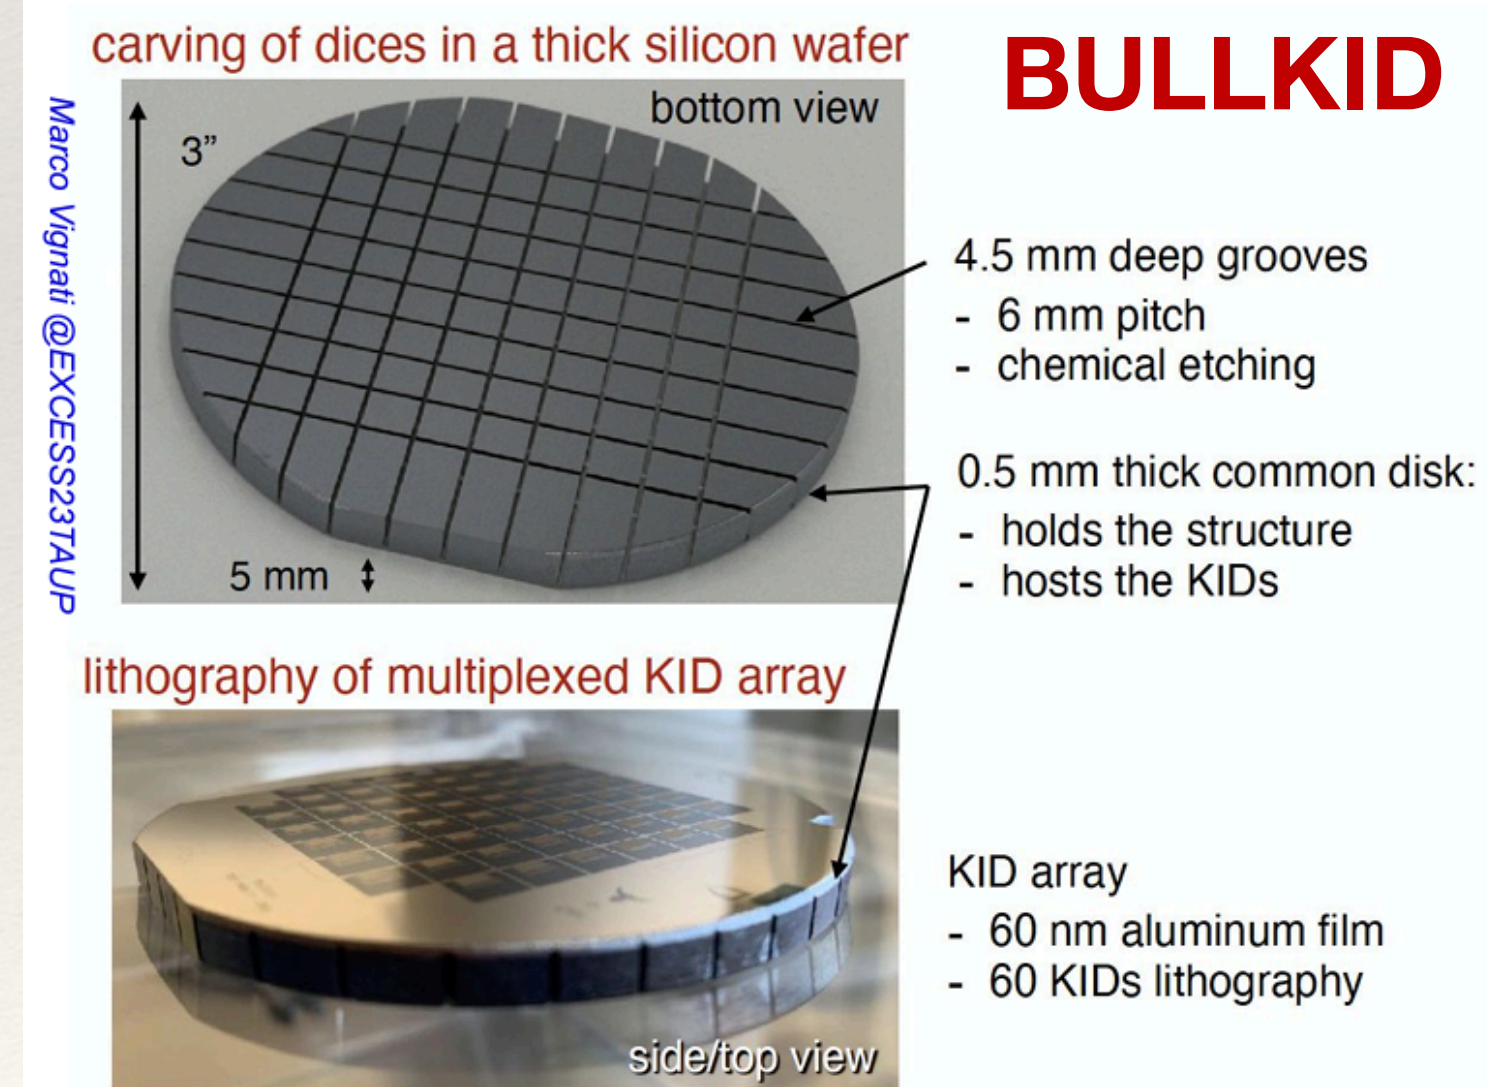 carving of dices in a thick silicon wafer
BULLKID
Marco Vignati @EXCESS23TAUP
bottom view
3”
5 mm
4.5 mm deep grooves
- 6 mm pitch
- chemical etching
0.5 mm thick common disk:
- holds the structure
- hosts the KIDs
lithography of multiplexed KID array
side/top view
KID array
- 60 nm aluminum film
- 60 KIDs lithography